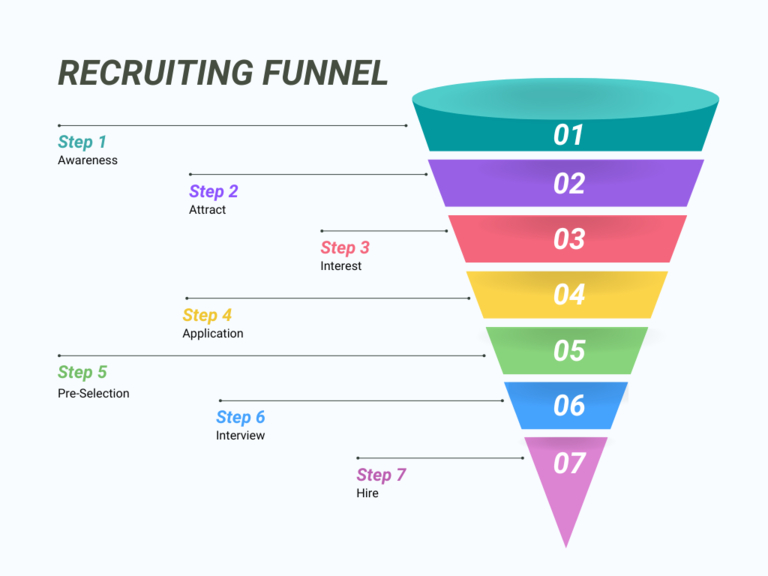 RECRUITING FUNNEL
01
Step 1
Awareness
02
Step 2
Attract
03
Step 3
Interest
04
Step 4
Application
05
Step 5
Pre-Selection
06
Step 6
Interview
07
Step 7
Hire